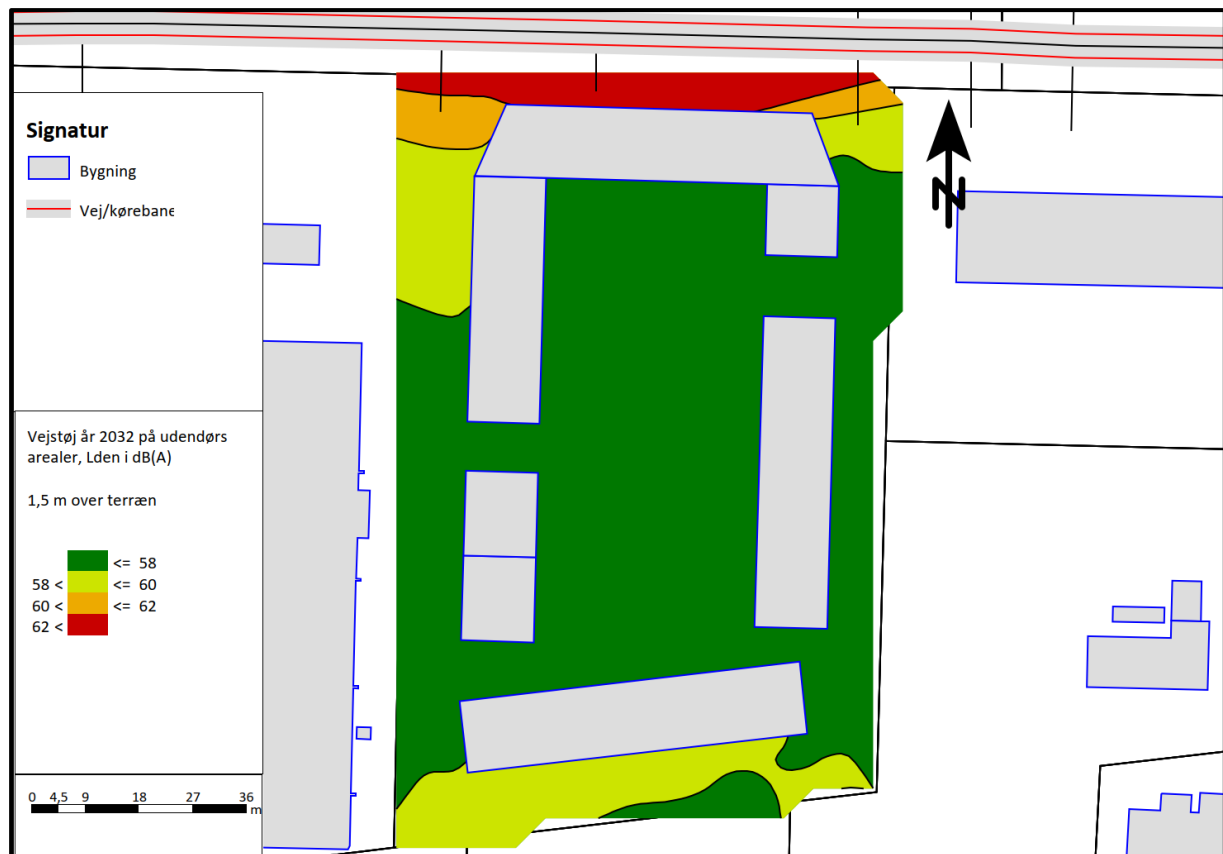 Signatur
Bygning
Vej/kørebane
Vejstøj år 2032 på udendørs
arealer, Lden i dB(A)
1,5 m over terræn
<= 58
58 < <= 60
60 < <= 62
62 <
0 4,5 9 18 27 36
m
N